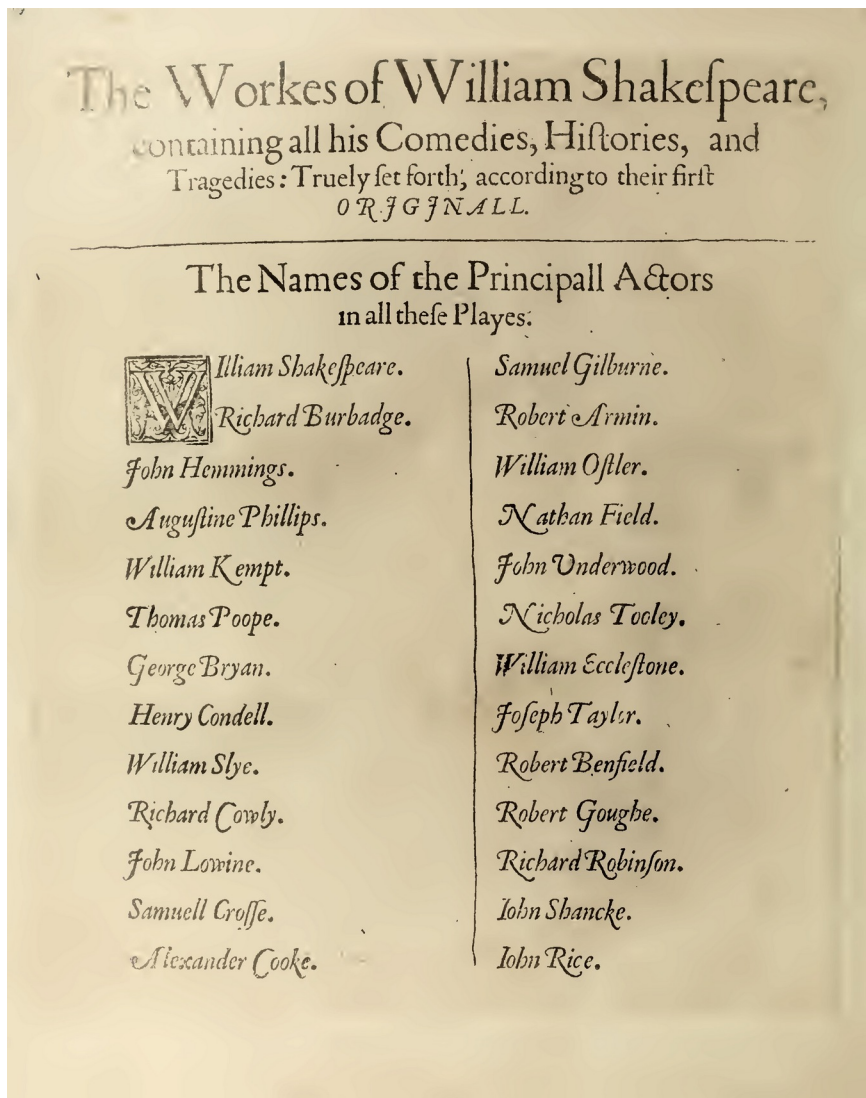 The Workes of William Shakeſpeare,
containing all his Comedies, Hiſtories, and
Tragedies: Truely ſet forth, according to their firſt
ORIGINALL.
The Names of the Principall Actors
in all theſe Playes.
William Shakeſpeare.
Richard Burbadge.
John Hemmings.
Auguſtine Phillips.
William Kempt.
Thomas Poope.
George Bryan.
Henry Condell.
William Slye.
Richard Cowly.
John Lowine.
Samuell Croſſe.
Alexander Cooke.
Samuel Gilburne.
Robert Armin.
William Oſtler.
Nathan Field.
John Underwood.
Nicholas Tooley.
William Eccleſtone.
Joſeph Taylor.
Robert Benfield.
Robert Goughe.
Richard Robinſon.
Iohn Shancke.
Iohn Rice.